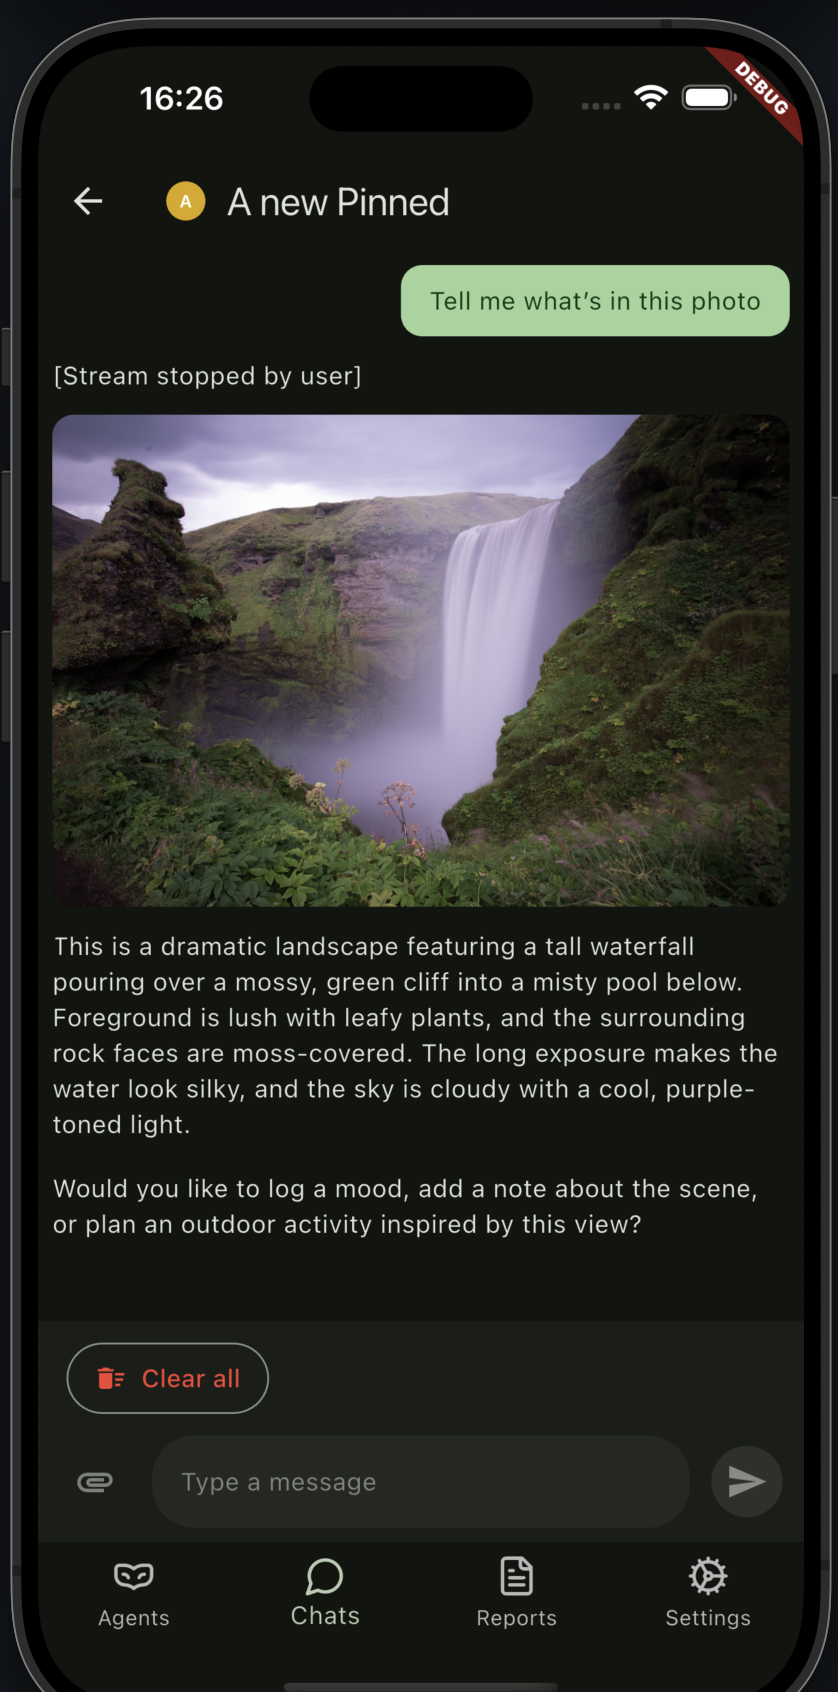 16:26
DEBUG
A
A new Pinned
Tell me what's in this photo
[Stream stopped by user]
This is a dramatic landscape featuring a tall waterfall
pouring over a mossy, green cliff into a misty pool below.
Foreground is lush with leafy plants, and the surrounding
rock faces are moss-covered. The long exposure makes the
water look silky, and the sky is cloudy with a cool, purple-
toned light.
Would you like to log a mood, add a note about the scene,
or plan an outdoor activity inspired by this view?
Clear all
Type a message
Agents
Chats
Reports
Settings